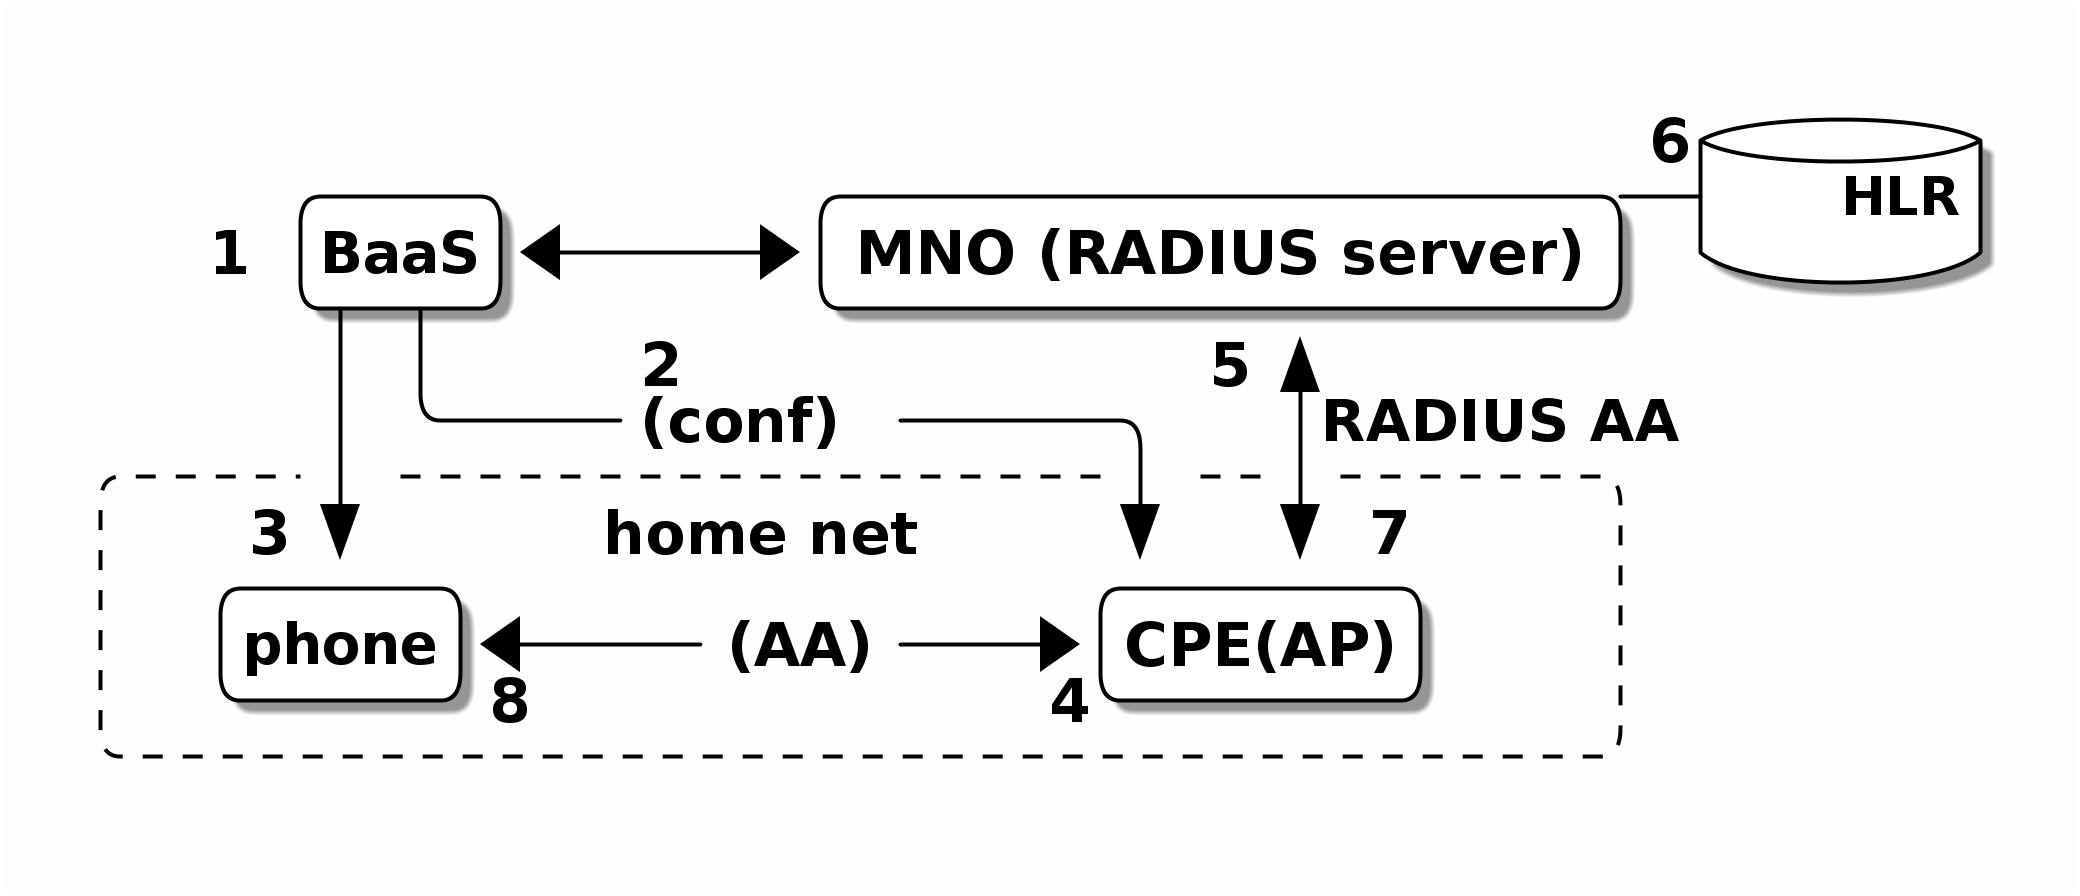 6
HLR
1
BaaS
MNO (RADIUS server)
2
5
(conf)
RADIUS AA
3
home net
7
phone
(AA)
CPE(AP)
8
4